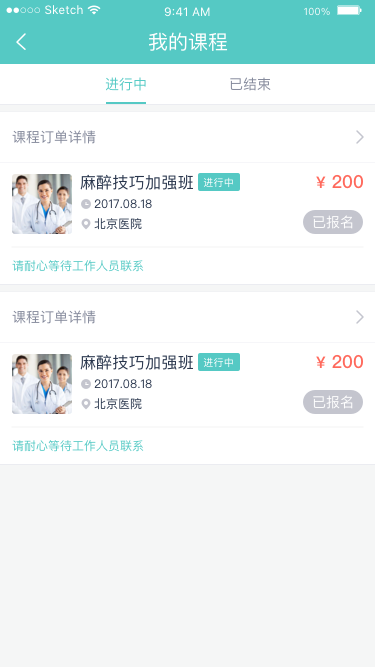 Sketch 9:41 AM 100%
我的课程
进行中 已结束
课程订单详情
麻醉技巧加强班 进行中 ¥ 200
2017.08.18
北京医院 已报名
请耐心等待工作人员联系
课程订单详情
麻醉技巧加强班 进行中 ¥ 200
2017.08.18
北京医院 已报名
请耐心等待工作人员联系